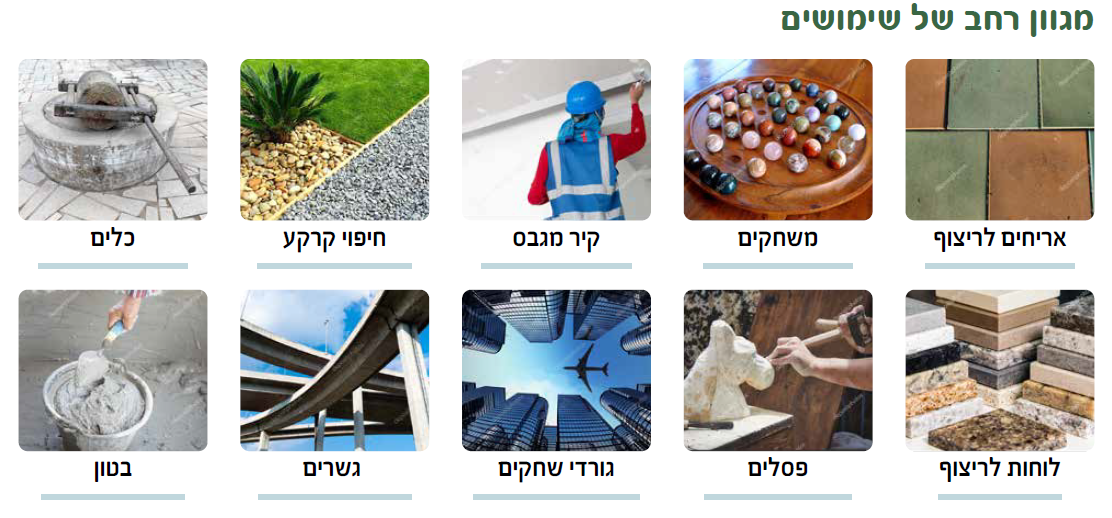 מגוון רחב של שימושים
אריחים לריצוף
משחקים
קיר מגבס
חיפוי קרקע
כלים
לוחות לריצוף
פסלים
גורדי שחקים
גשרים
בטון